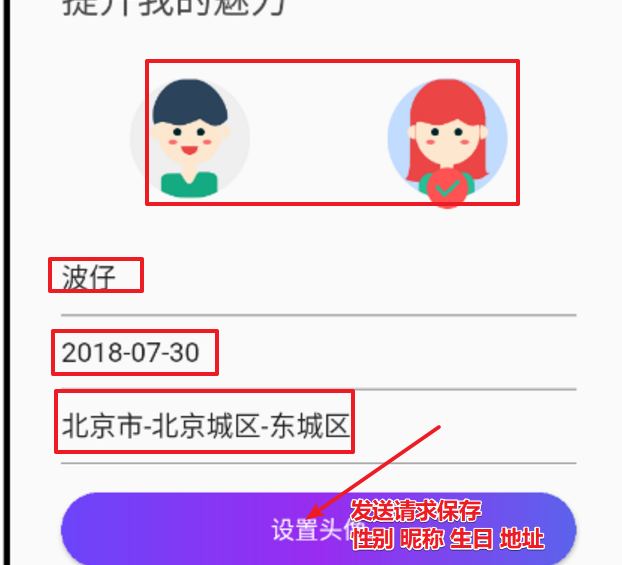 提升我的魅力
波仔
2018-07-30
北京市-北京城区-东城区
设置头像
发送请求保存
性别 昵称 生日 地址